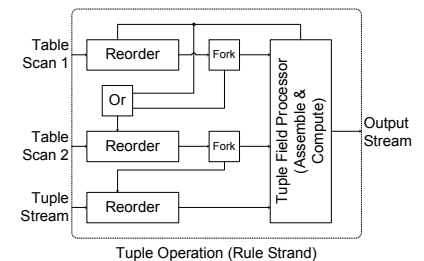 Table
Scan 1
Reorder
Fork
Or
Table
Scan 2
Reorder
Fork
Tuple
Stream
Reorder
Tuple Field Processor
(Assemble &
Compute)
Output
Stream
Tuple Operation (Rule Strand)